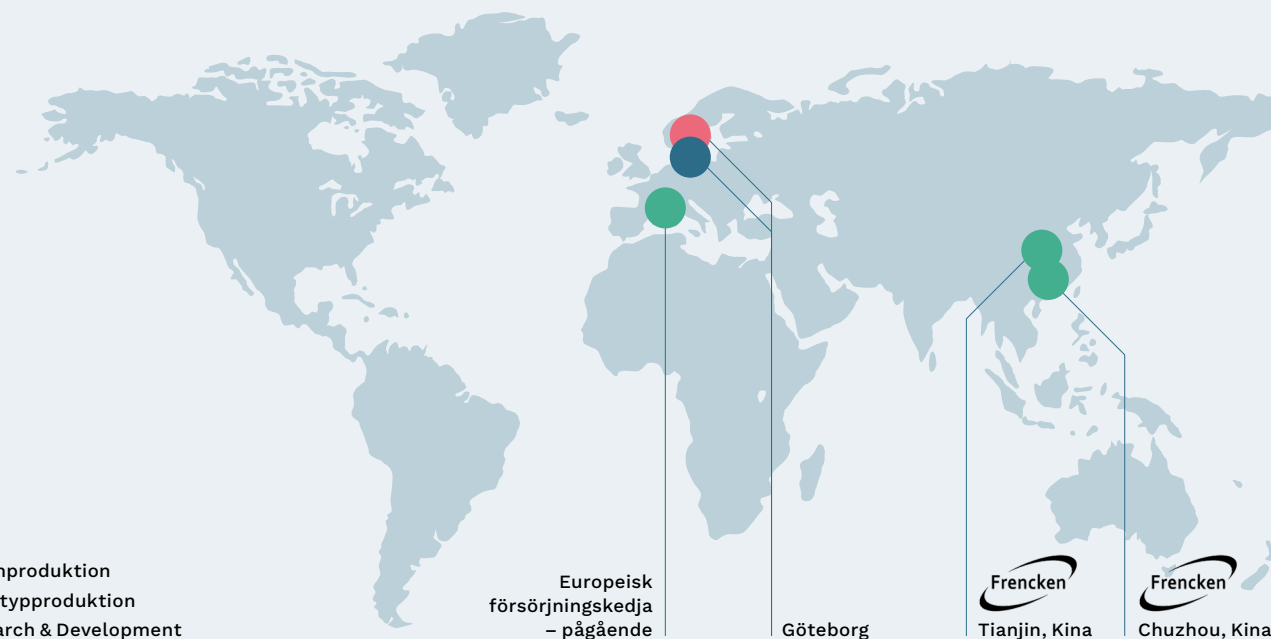 nproduktion
typproduktion
arch & Development
Europeisk
försörjningskedja
– pågående
Göteborg
Frencken
Tianjin, Kina
Frencken
Chuzhou, Kina